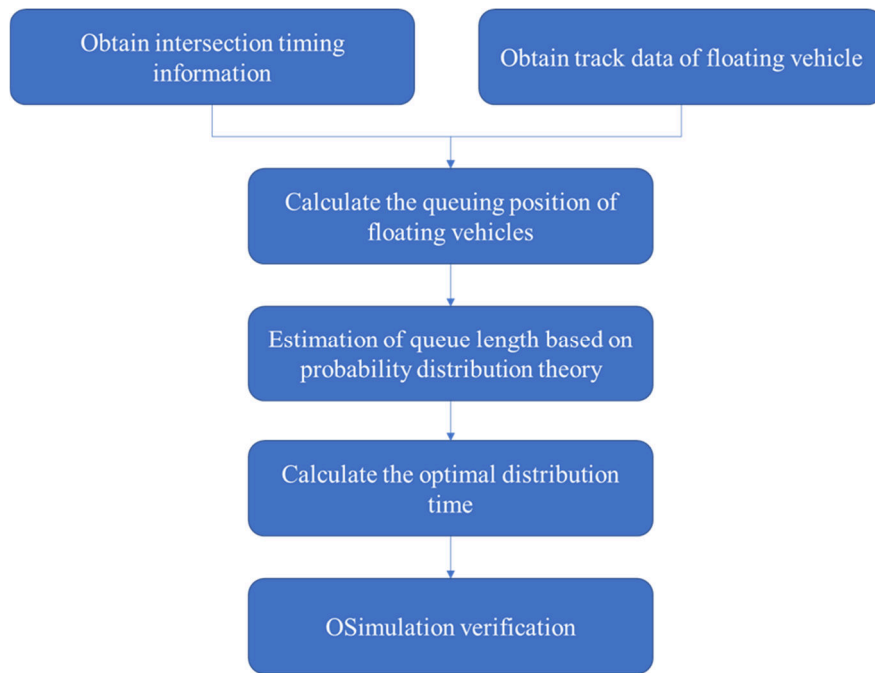 Obtain intersection timing
information
Obtain track data of floating vehicle
Calculate the queuing position of
floating vehicles
Estimation of queue length based on
probability distribution theory
Calculate the optimal distribution
time
OSimulation verification